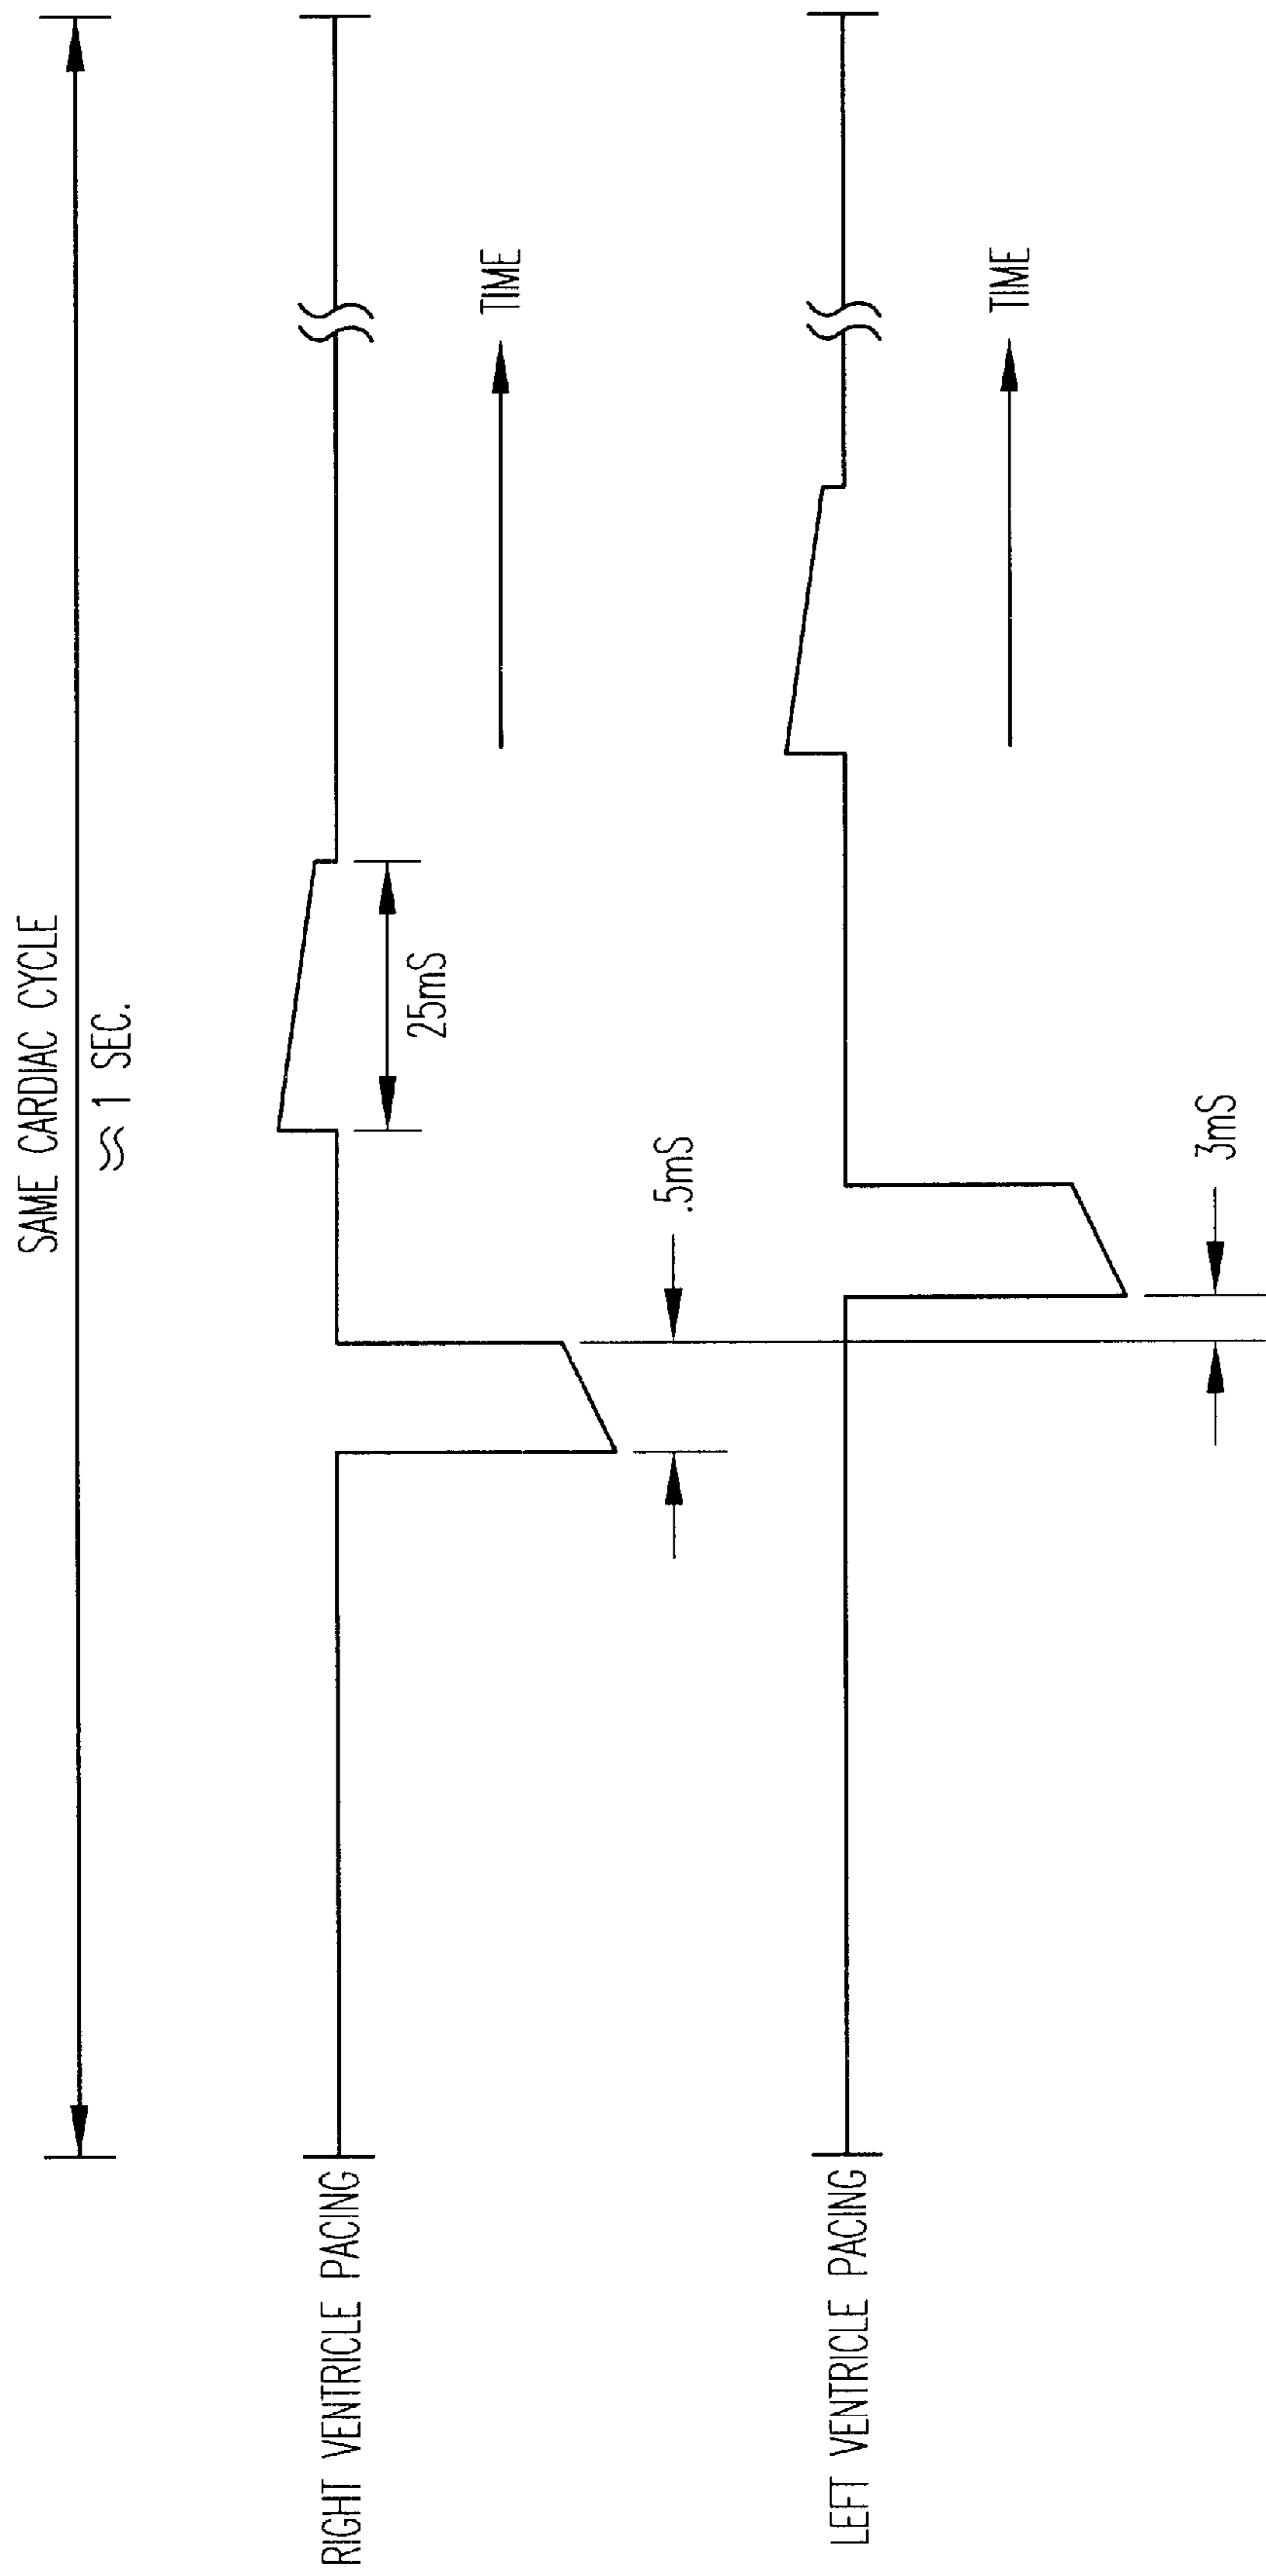 SAME CARDIAC CYCLE
≈ 1 SEC.
RIGHT VENTRICLE PACING
25mS
TIME
.5mS
LEFT VENTRICLE PACING
TIME
3mS